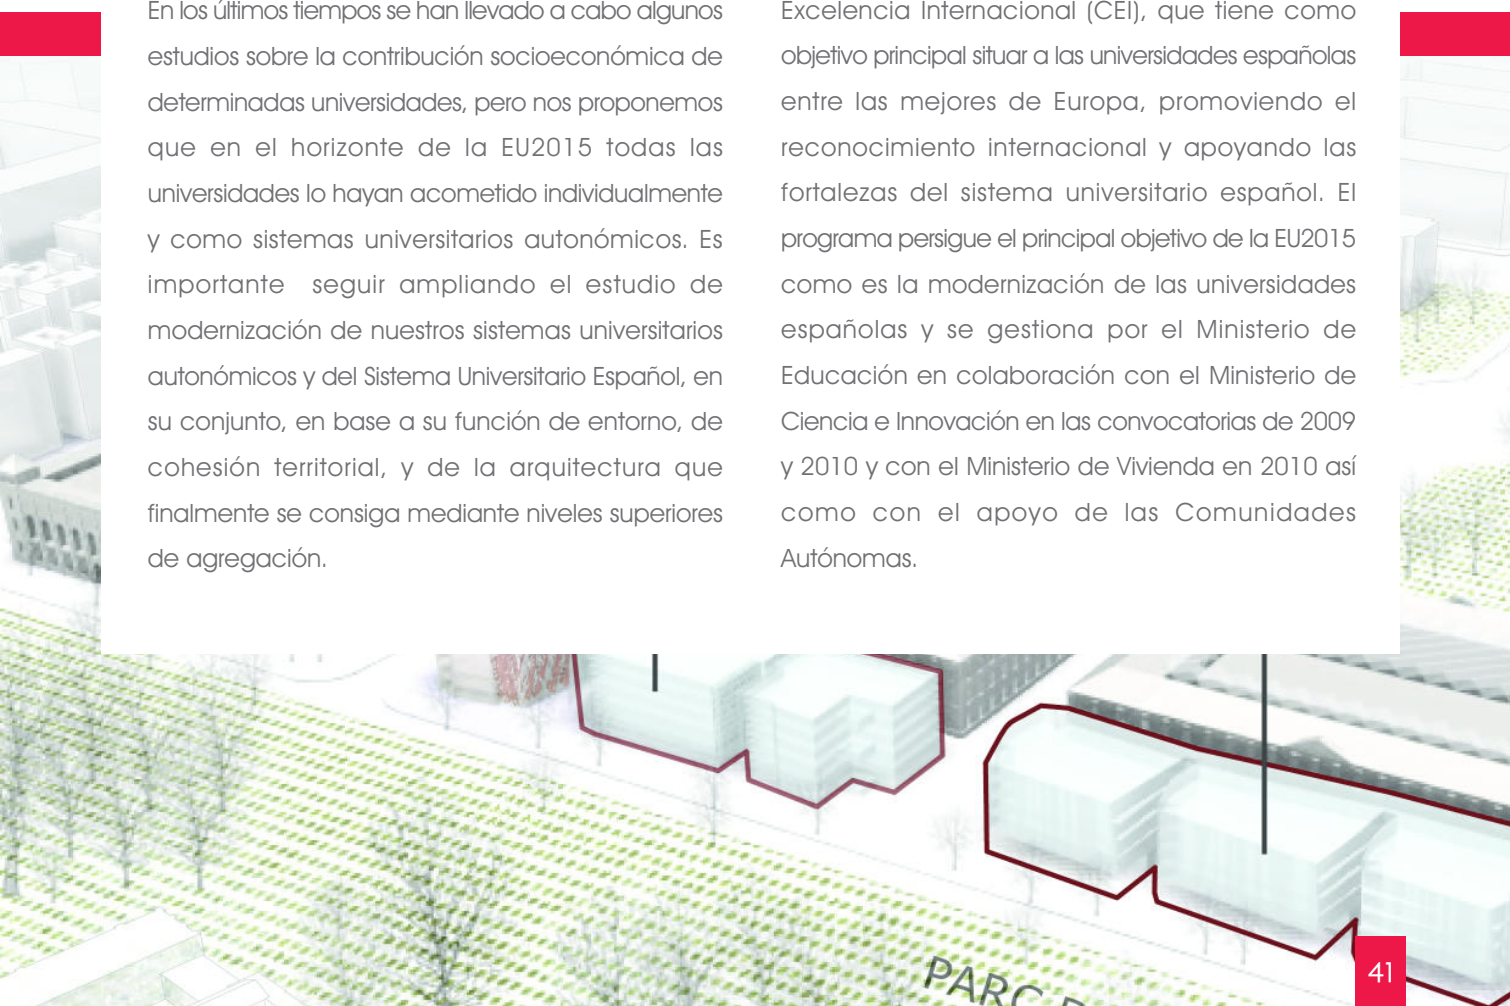 En los últimos tiempos se han llevado a cabo algunos
estudios sobre la contribución socioeconómica de
determinadas universidades, pero nos proponemos
que en el horizonte de la EU2015 todas las
universidades lo hayan acometido individualmente
y como sistemas universitarios autonómicos. Es
importante seguir ampliando el estudio de
modernización de nuestros sistemas universitarios
autonómicos y del Sistema Universitario Español, en
su conjunto, en base a su función de entorno, de
cohesión territorial, y de la arquitectura que
finalmente se consiga mediante niveles superiores
de agregación.
Excelencia Internacional (CEI), que tiene como
objetivo principal situar a las universidades españolas
entre las mejores de Europa, promoviendo el
reconocimiento internacional y apoyando las
fortalezas del sistema universitario español. El
programa persigue el principal objetivo de la EU2015
como es la modernización de las universidades
españolas y se gestiona por el Ministerio de
Educación en colaboración con el Ministerio de
Ciencia e Innovación en las convocatorias de 2009
y 2010 y con el Ministerio de Vivienda en 2010 así
como con el apoyo de las Comunidades
Autónomas.
PARC
41